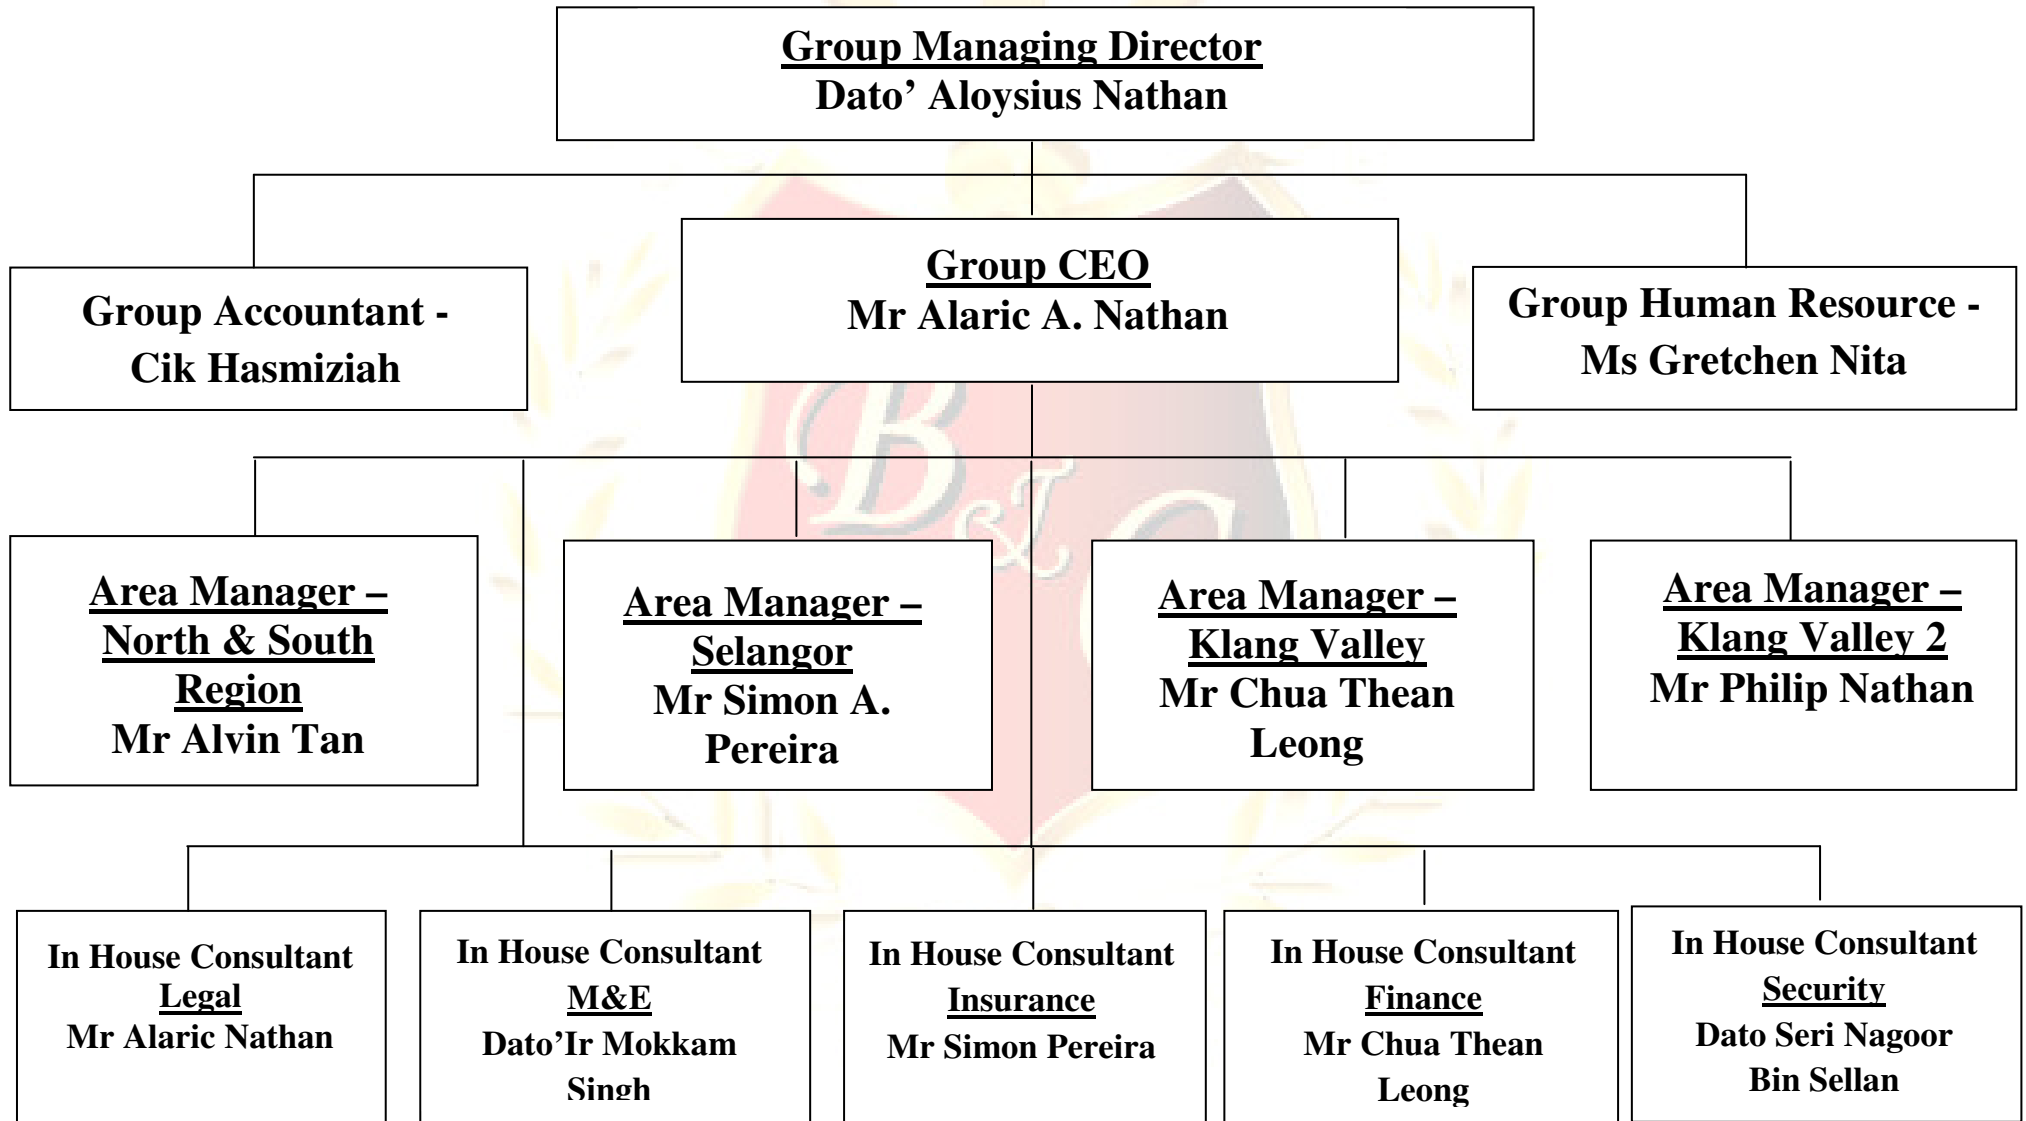 Group Managing Director
Dato’ Aloysius Nathan
Group Accountant -
Cik Hasmiziah
Group CEO
Mr Alaric A. Nathan
Group Human Resource -
Ms Gretchen Nita
B&T
Area Manager –
North & South
Region
Mr Alvin Tan
Area Manager –
Selangor
Mr Simon A.
Pereira
Area Manager –
Klang Valley
Mr Chua Thean
Leong
Area Manager –
Klang Valley 2
Mr Philip Nathan
In House Consultant
Legal
Mr Alaric Nathan
In House Consultant
M&E
Dato’Ir Mokkam
Singh
In House Consultant
Insurance
Mr Simon Pereira
In House Consultant
Finance
Mr Chua Thean
Leong
In House Consultant
Security
Dato Seri Nagoor
Bin Sellan